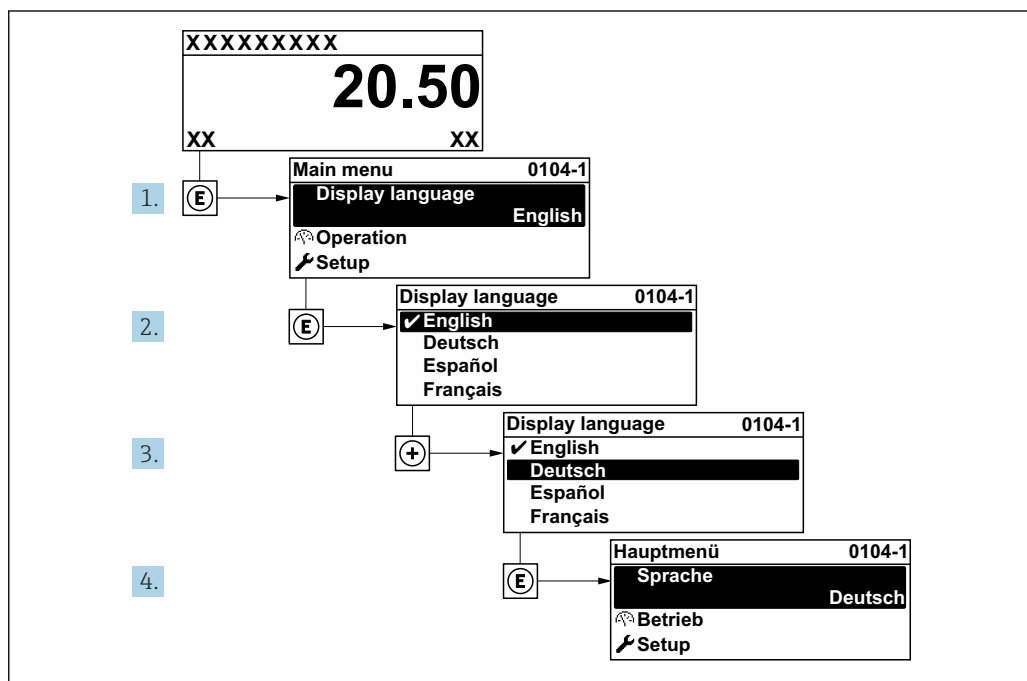 XXXXXXXXX
20.50
XX XX
1.
E
Main menu 0104-1
Display language
English
Operation
Setup
2.
E
Display language 0104-1
✔English
Deutsch
Español
Français
3.
+
Display language 0104-1
✔English
Deutsch
Español
Français
4.
E
Hauptmenü 0104-1
Sprache
Deutsch
Betrieb
Setup